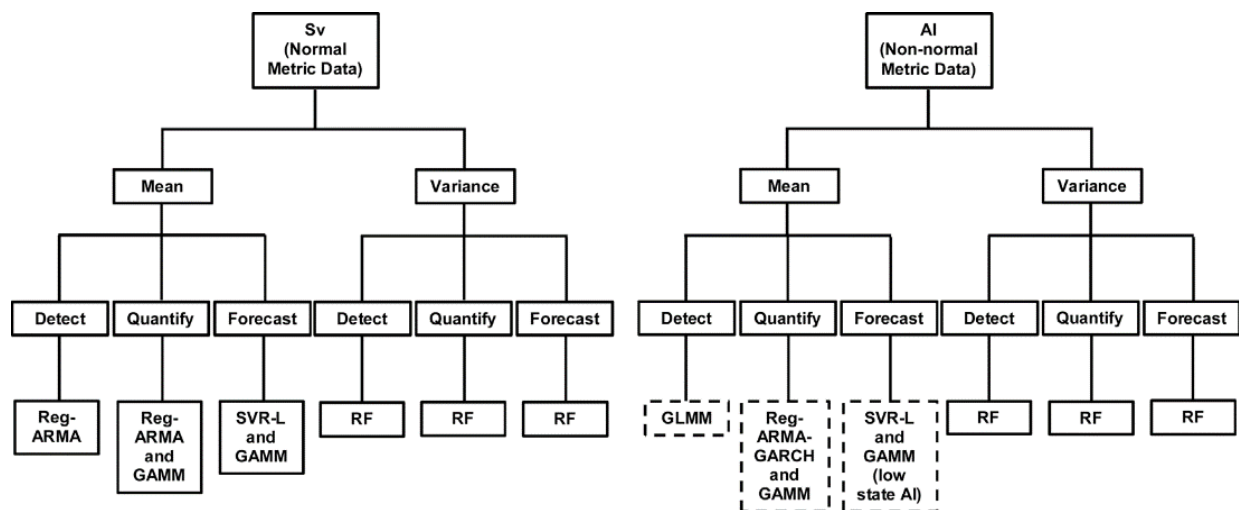 Sv
(Normal
Metric Data)
AI
(Non-normal
Metric Data)
Mean
Variance
Mean
Variance
Detect
Quantify
Forecast
Detect
Quantify
Forecast
Detect
Quantify
Forecast
Detect
Quantify
Forecast
Reg-
ARMA
Reg-
ARMA
and
GAMM
SVR-L
and
GAMM
RF
RF
RF
GLMM
Reg-
ARMA-
GARCH
and
GAMM
SVR-L
and
GAMM
(low
state AI)
RF
RF
RF